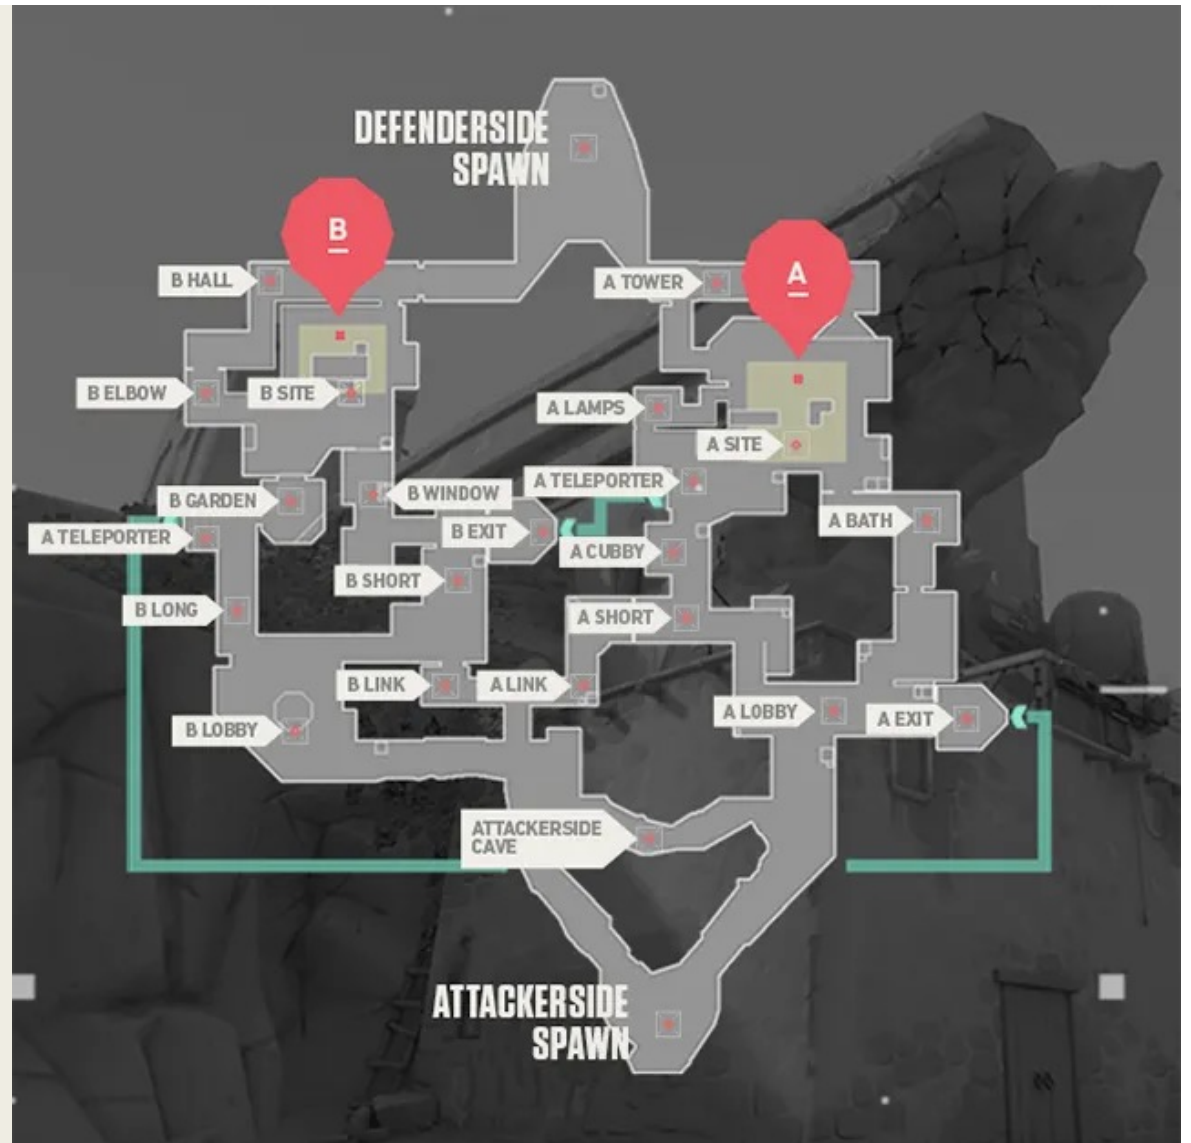 DEFENDERSIDE
SPAWN
B
A
B HALL
A TOWER
B ELBOW
B SITE
A LAMPS
A SITE
A TELEPORTER
B GARDEN
B WINDOW
A BATH
B EXIT
A TELEPORTER
A CUBBY
B SHORT
B LONG
A SHORT
B LINK
A LINK
A LOBBY
A EXIT
B LOBBY
ATTACKERSIDE
CAVE
ATTACKERSIDE
SPAWN